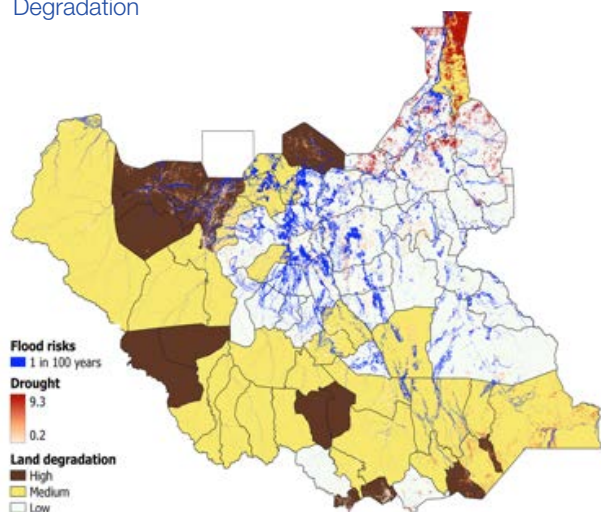 Degradation
Flood risks
1 in 100 years
Drought
9.3
0.2
Land degradation
High
Medium
Low